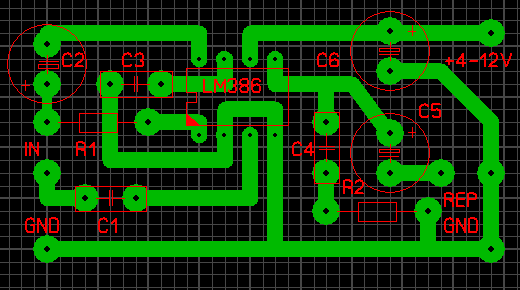 C2 C3 C6 +4-12V
LM386
C5
IN R1 C4
R2
REP
GND C1 GND